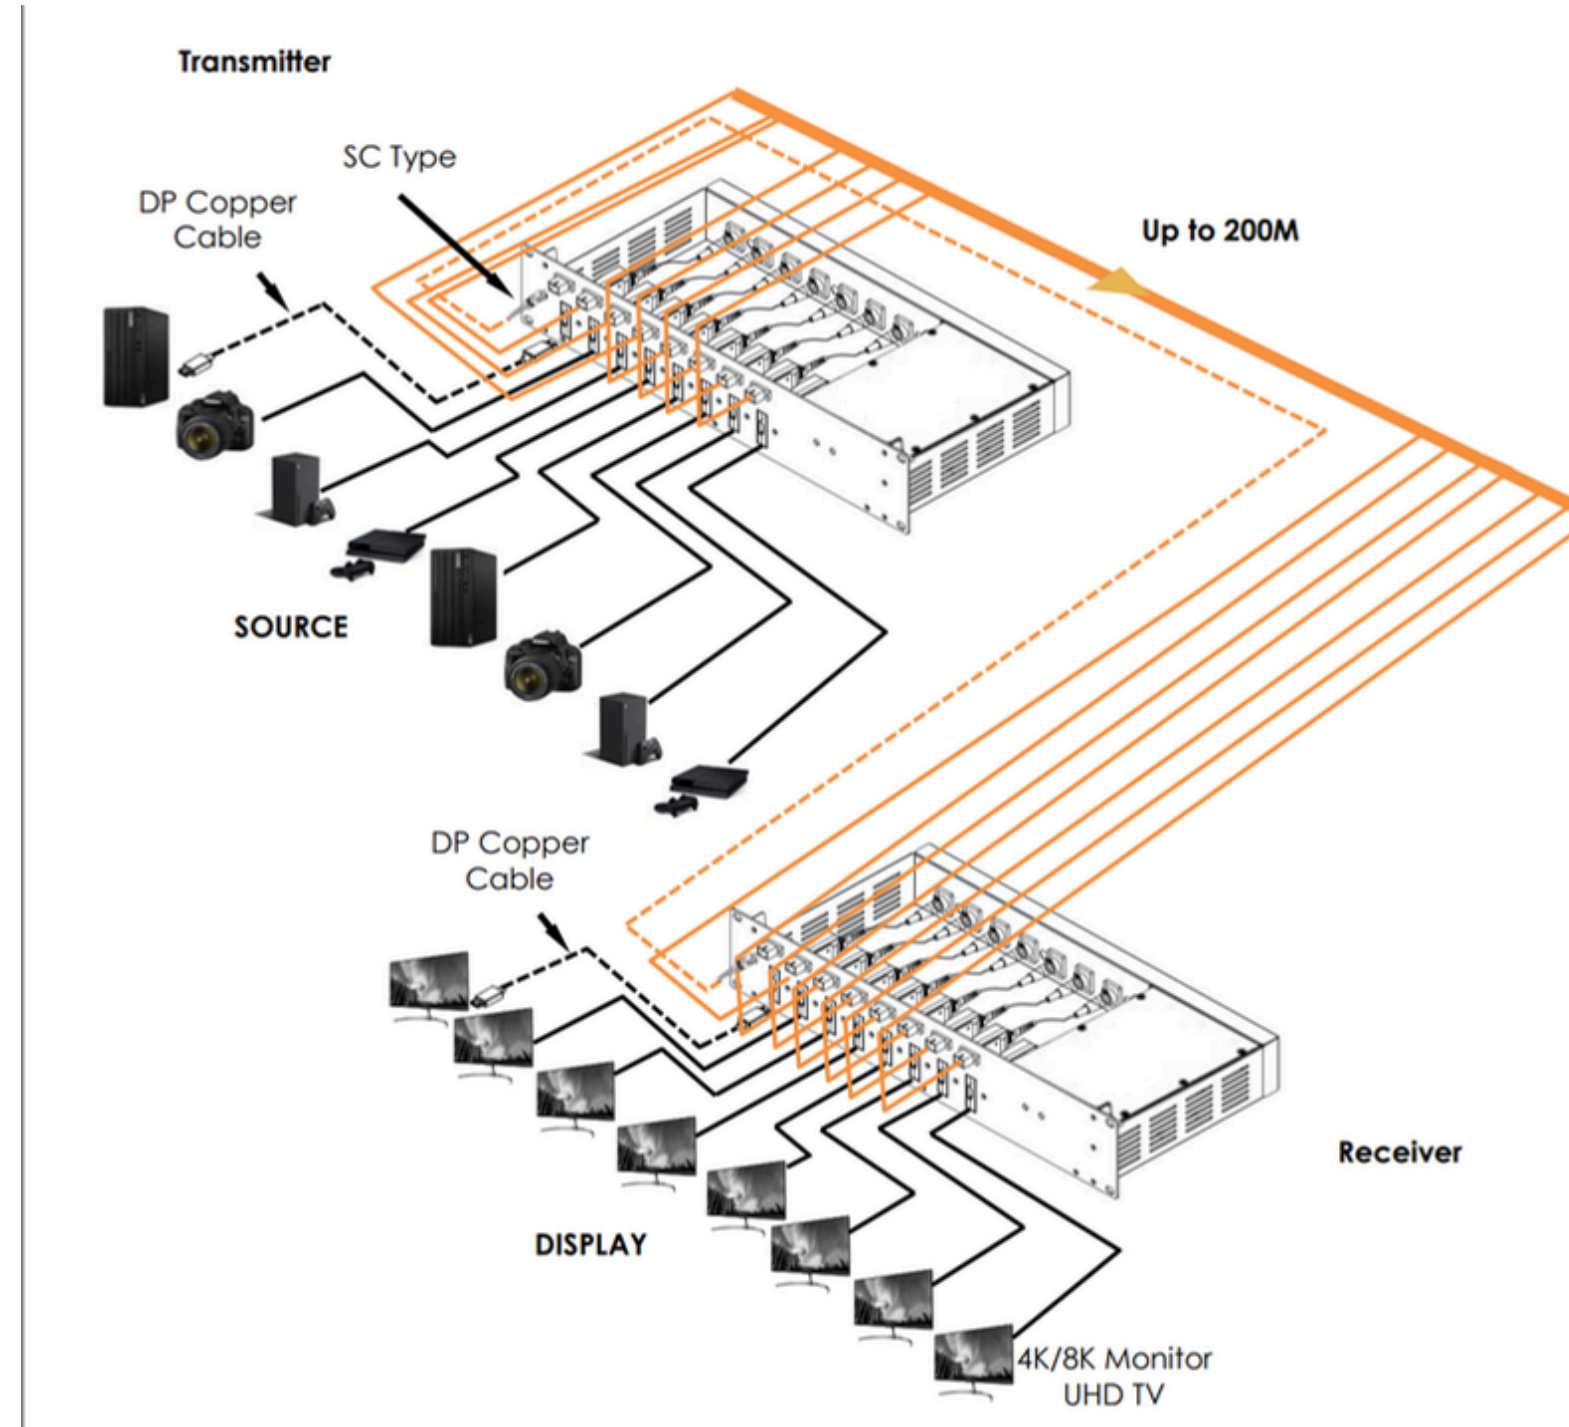 Transmitter
SC Type
DP Copper
Cable
Up to 200M
SOURCE
DP Copper
Cable
Receiver
DISPLAY
4K/8K Monitor
UHD TV